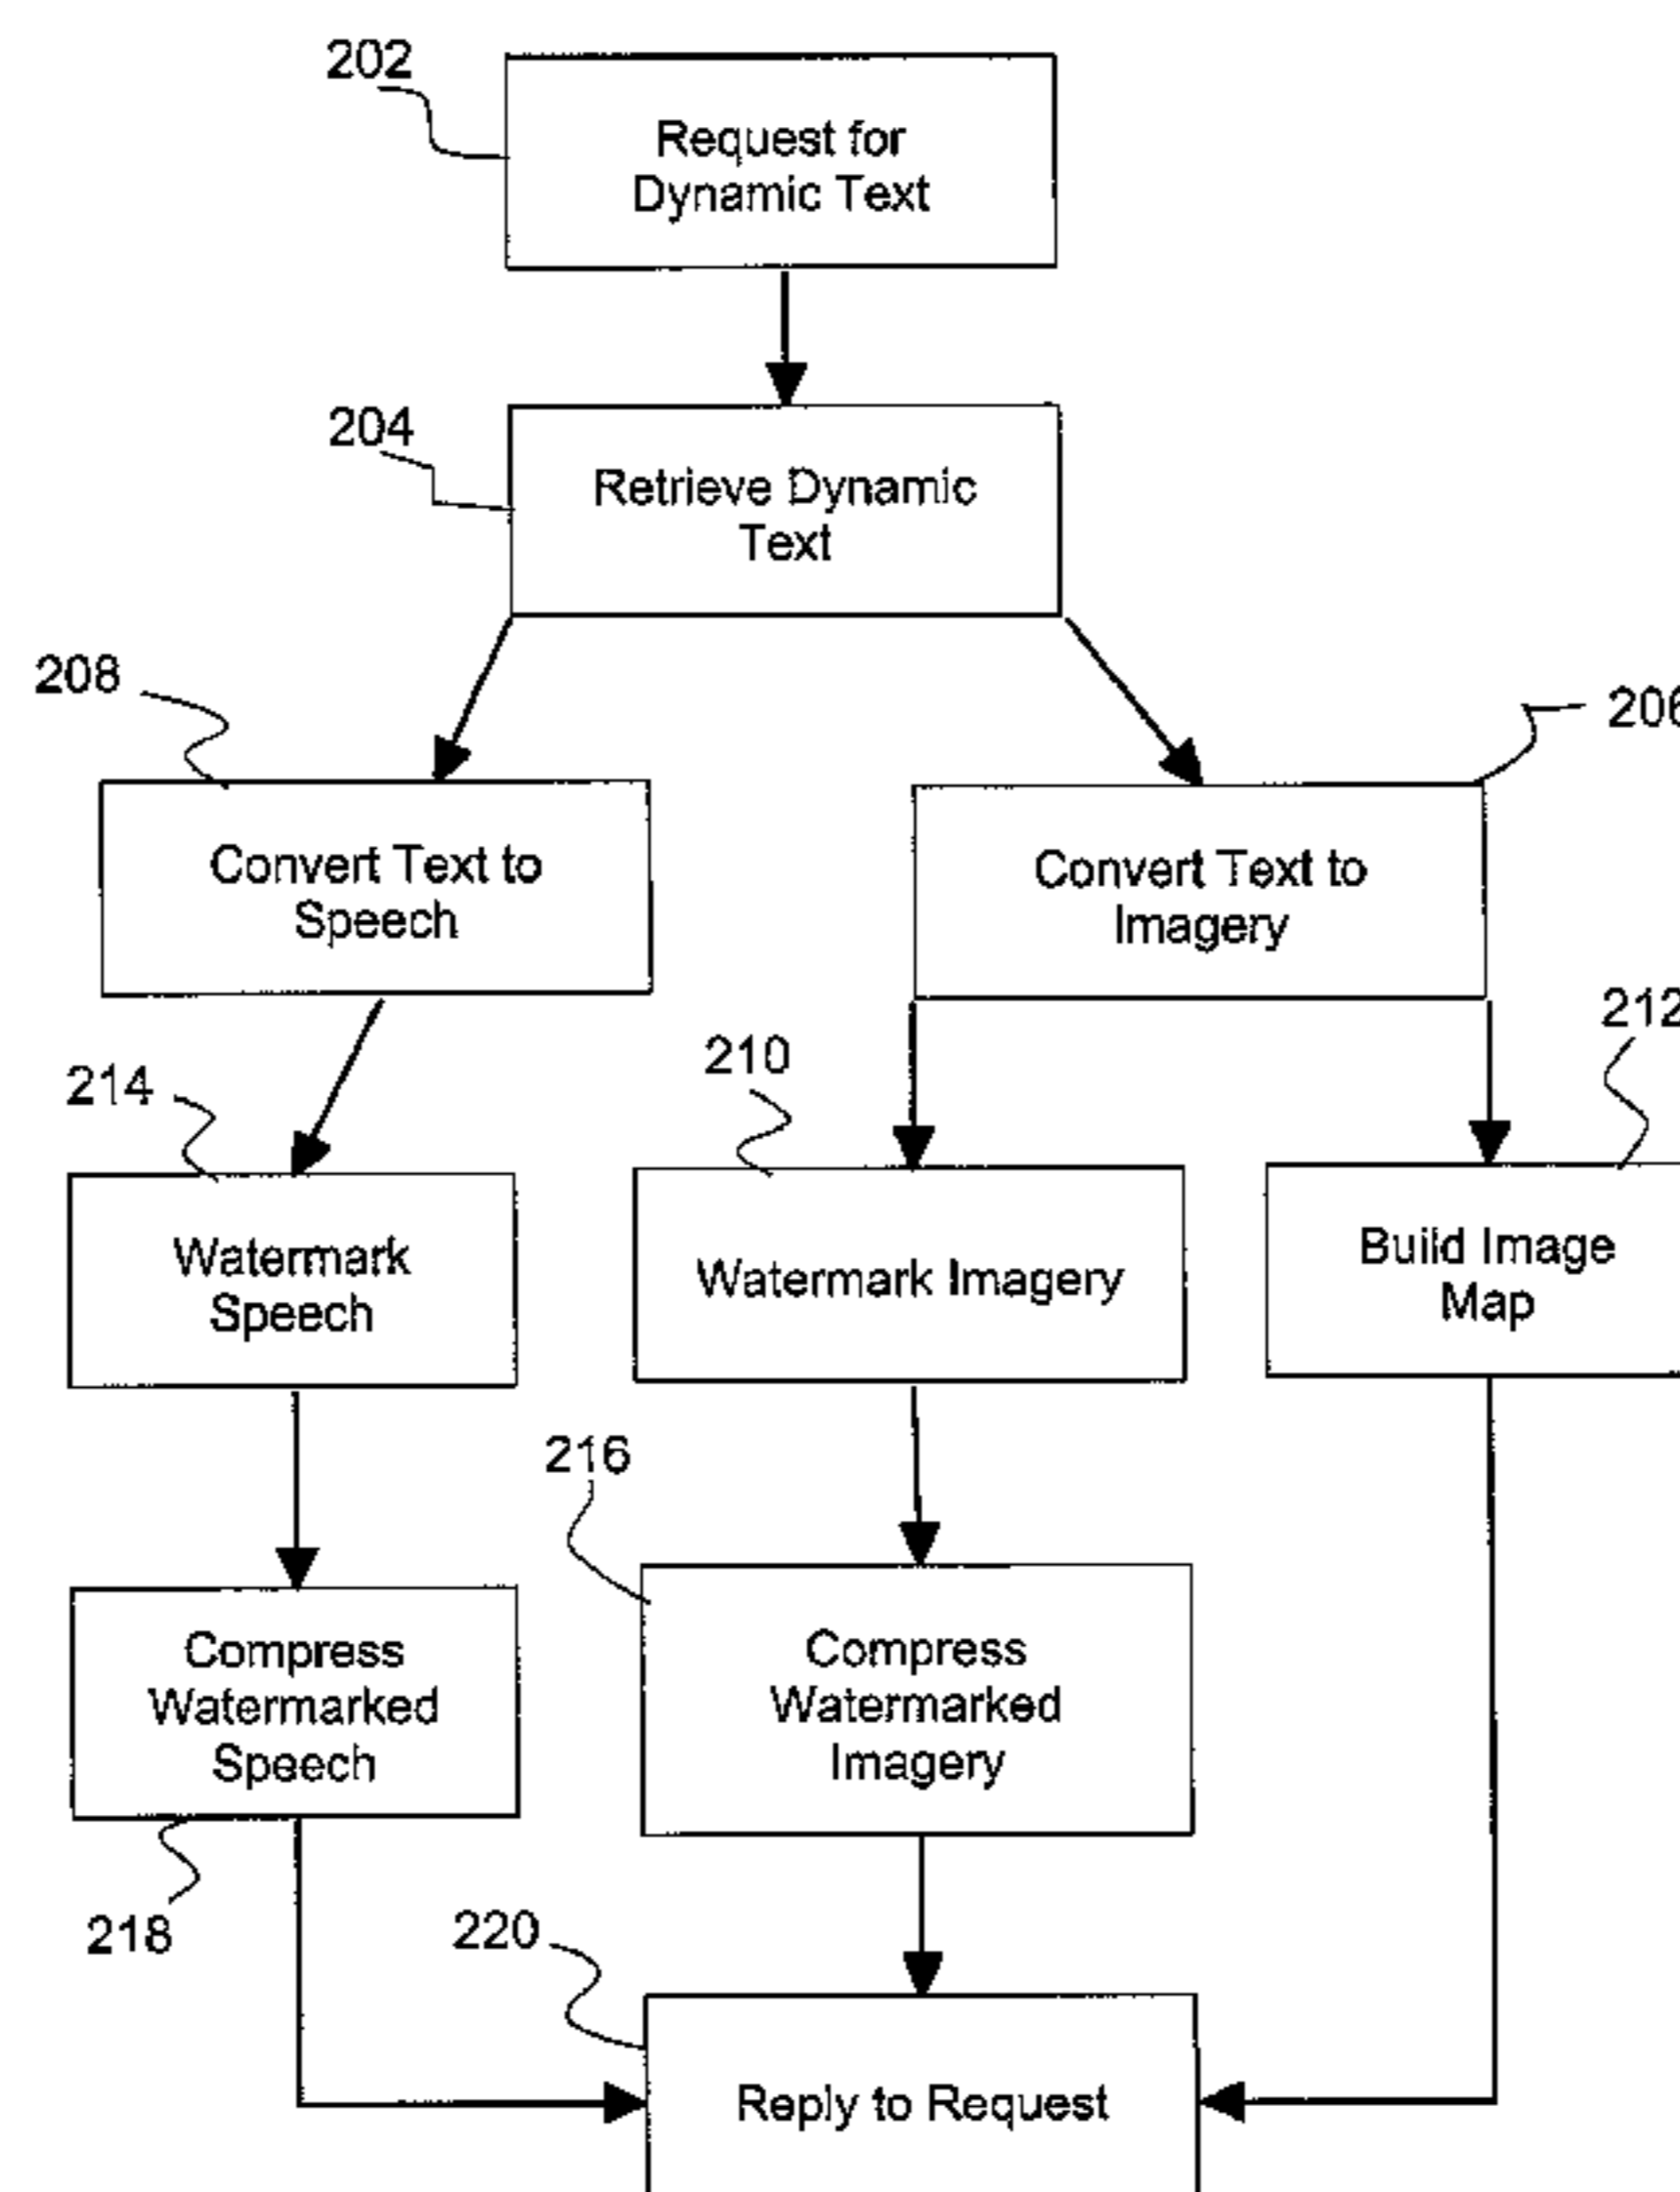 202
Request for
Dynamic Text
204
Retrieve Dynamic
Text
208
206
Convert Text to
Speech
Convert Text to
Imagery
212
210
214
Watermark
Speech
Watermark Imagery
Build Image
Map
216
Compress
Watermarked
Speech
Compress
Watermarked
Imagery
218
220
Reply to Request